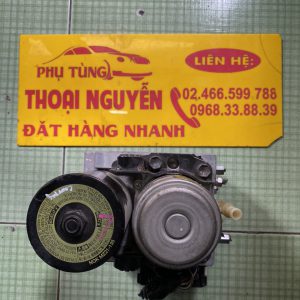 PHỤ TÙNG
THOẠI NGUYỄN
ĐẶT HÀNG NHANH
LIÊN HỆ:
02.466.599 788
0968.33.88.39